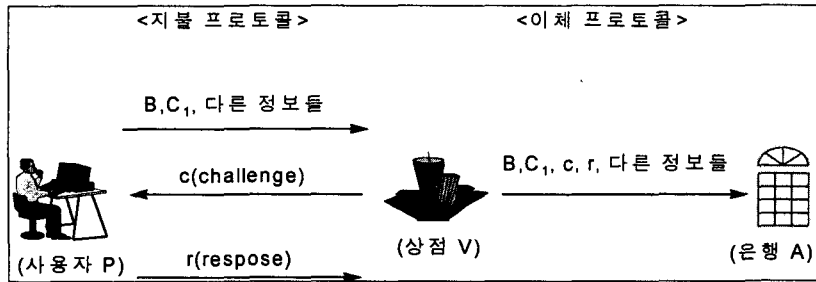 <지불 프로토콜> <이체 프로토콜>
B,C₁, 다른 정보들
B,C₁, c, r, 다른 정보들
c(challenge)
(사용자 P)
(상점 V)
(은행 A)
r(respose)